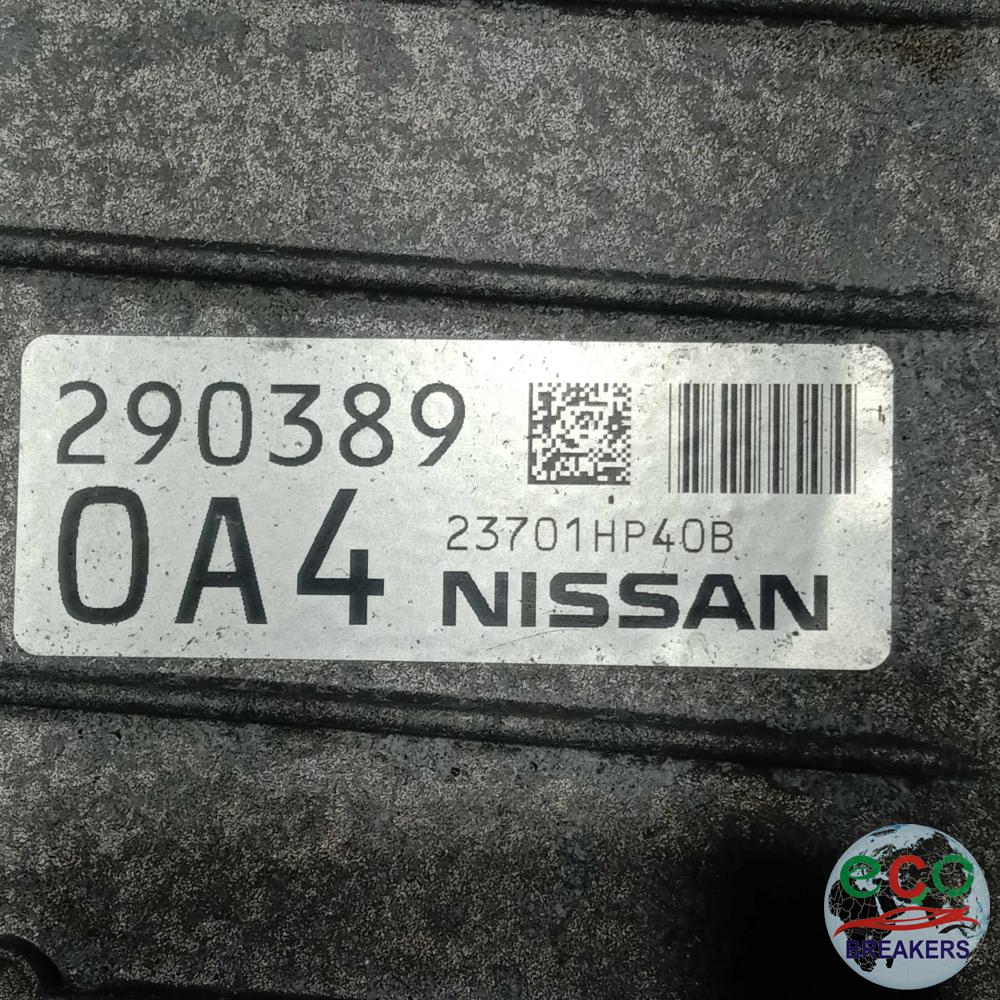 290389
0A4
23701HP40B
NISSAN
eco
BREAKERS